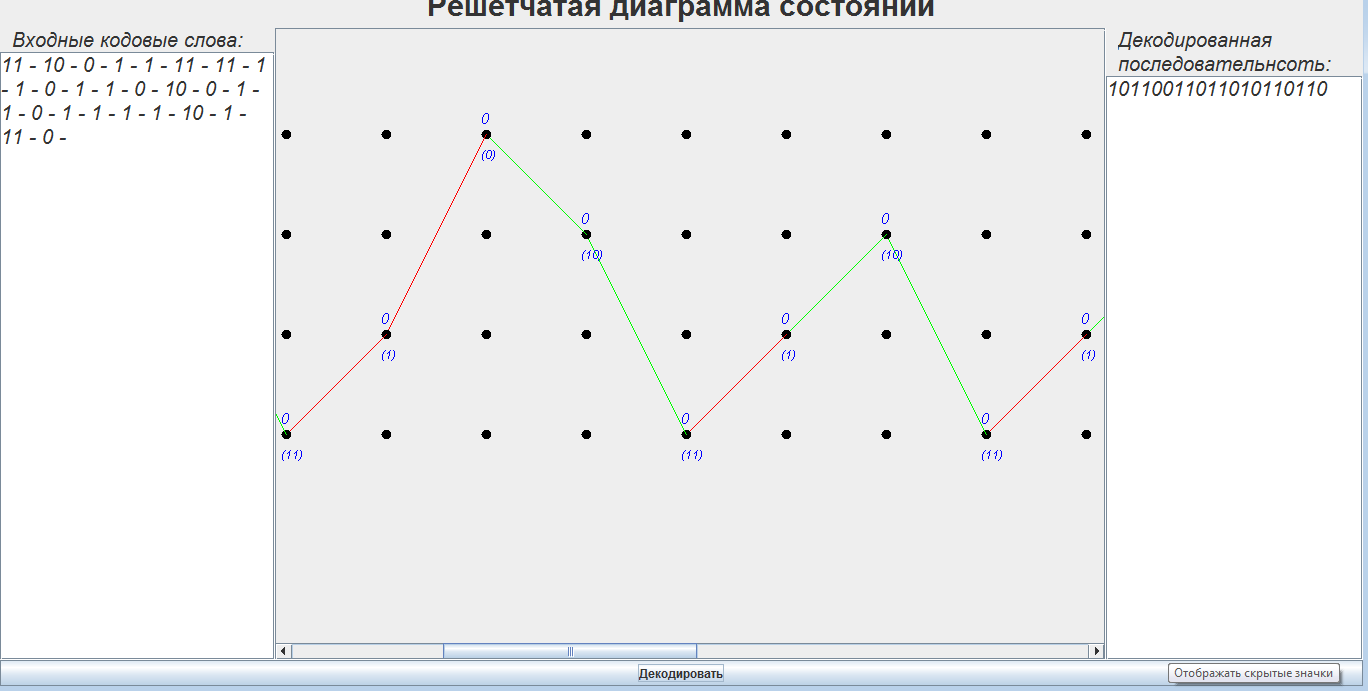 Решетчатая диаграмма состояний
Входные кодовые слова:
11 - 10 - 0 - 1 - 1 - 11 - 11 - 1
- 1 - 0 - 1 - 1 - 0 - 10 - 0 - 1 -
1 - 0 - 1 - 1 - 1 - 1 - 10 - 1 -
11 - 0 -
Декодированная
последовательнсоть:
10110011011010110110
0
(0)
0
(10)
0
(10)
0
(1)
0
(1)
0
(1)
0
(11)
0
(11)
0
(11)
Декодировать
Отображать скрытые значки